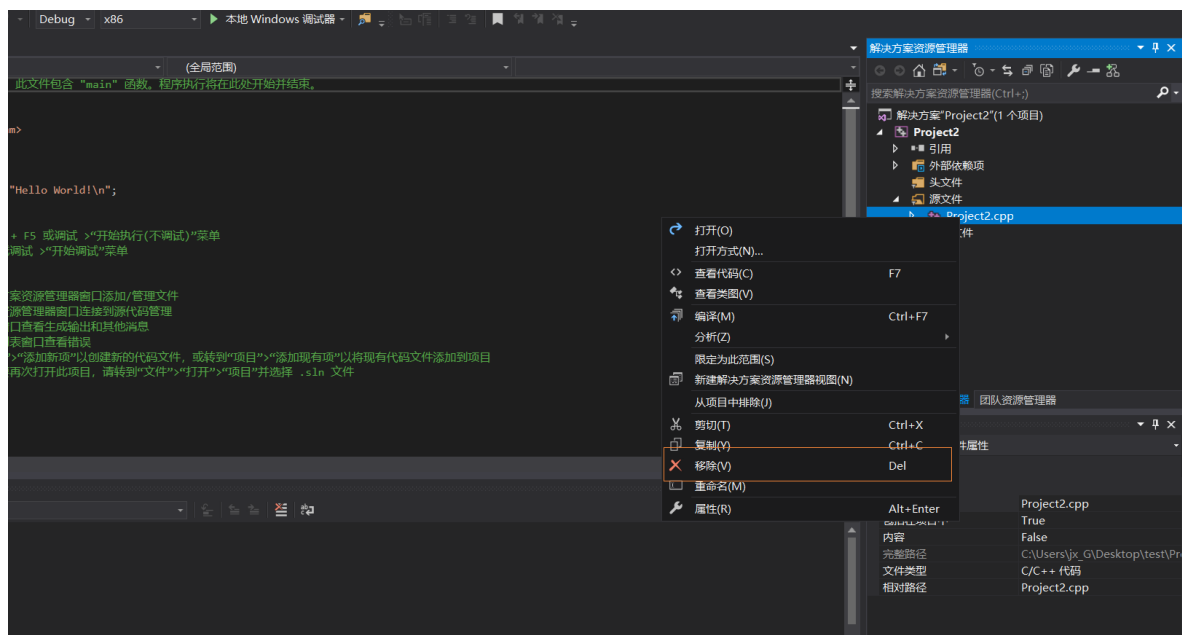 Debug x86 本地 Windows 调试器
(全局范围)
此文件包含 "main" 函数。程序执行将在此处开始并结束。
m>
"Hello World!\n";
+ F5 或调试 >“开始执行(不调试)”菜单
调试 >“开始调试”菜单
案资源管理器窗口添加/管理文件
源管理器窗口连接到源代码管理
口查看生成输出和其他消息
表窗口查看错误
”>“添加新项”以创建新的代码文件，或转到“项目”>“添加现有项”以将现有代码文件添加到项目
再次打开此项目，请转到“文件”>“打开”>“项目”并选择 .sln 文件
解决方案资源管理器
搜索解决方案资源管理器(Ctrl+;)
解决方案"Project2"(1 个项目)
Project2
引用
外部依赖项
头文件
源文件
Project2.cpp
件
打开(O)
打开方式(N)...
查看代码(C) F7
查看类图(V)
编译(M) Ctrl+F7
分析(Z)
限定为此范围(S)
新建解决方案资源管理器视图(N)
从项目中排除(J)
剪切(T) Ctrl+X
复制(Y) Ctrl+C
移除(V) Del
重命名(M)
属性(R) Alt+Enter
团队资源管理器
件属性
Project2.cpp
True
内容 False
完整路径 C:\Users\jx_G\Desktop\test\Pr
文件类型 C/C++ 代码
相对路径 Project2.cpp